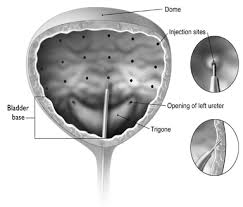 Dome
Injection sites
Bladder
base
Opening of left ureter
Trigone